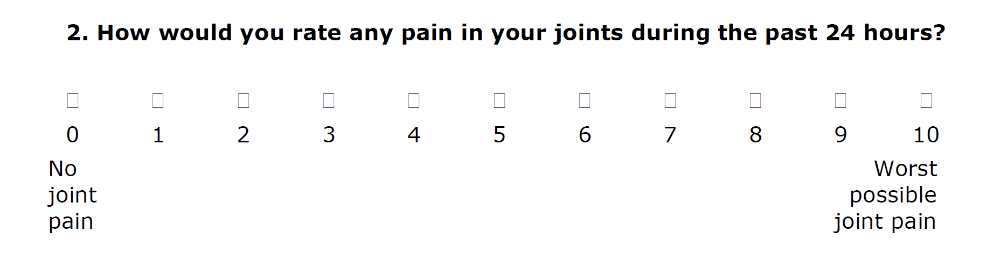 2. How would you rate any pain in your joints during the past 24 hours?
0 1 2 3 4 5 6 7 8 9 10
No joint pain
Worst possible joint pain